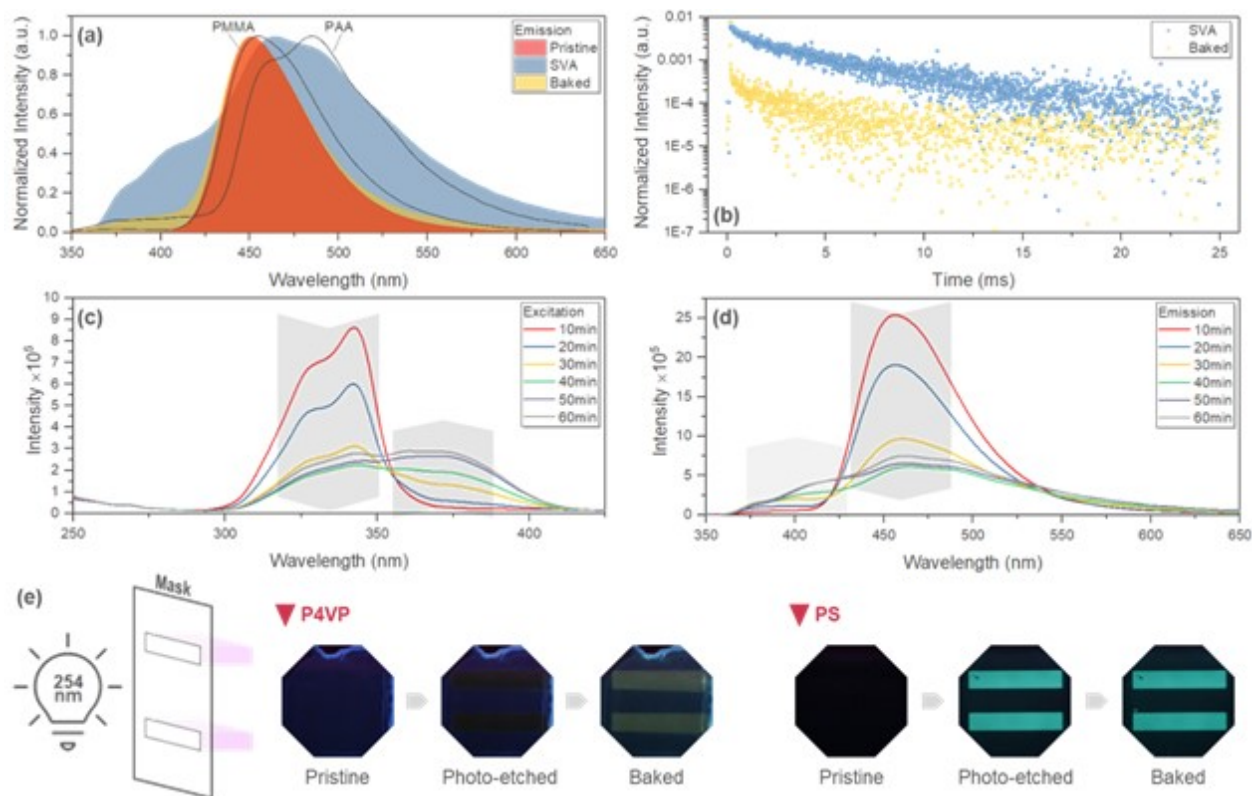 (a)
PMMA
PAA
Emission
Pristine
SVA
Baked
Normalized Intensity (a.u.)
1.0
0.8
0.6
0.4
0.2
0.0
350 400 450 500 550 600 650
Wavelength (nm)
(b)
SVA
Baked
Normalized Intensity (a.u.)
0.01
0.001
1E-4
1E-5
1E-6
1E-7
0 5 10 15 20 25
Time (ms)
(c)
Excitation
10min
20min
30min
40min
50min
60min
Intensity ×10⁵
10
9
8
7
6
5
4
3
2
1
0
250 300 350 400
Wavelength (nm)
(d)
Emission
10min
20min
30min
40min
50min
60min
Intensity ×10⁵
25
20
15
10
5
0
350 400 450 500 550 600 650
Wavelength (nm)
(e)
Mask
254
nm
P4VP
Pristine Photo-etched Baked
PS
Pristine Photo-etched Baked